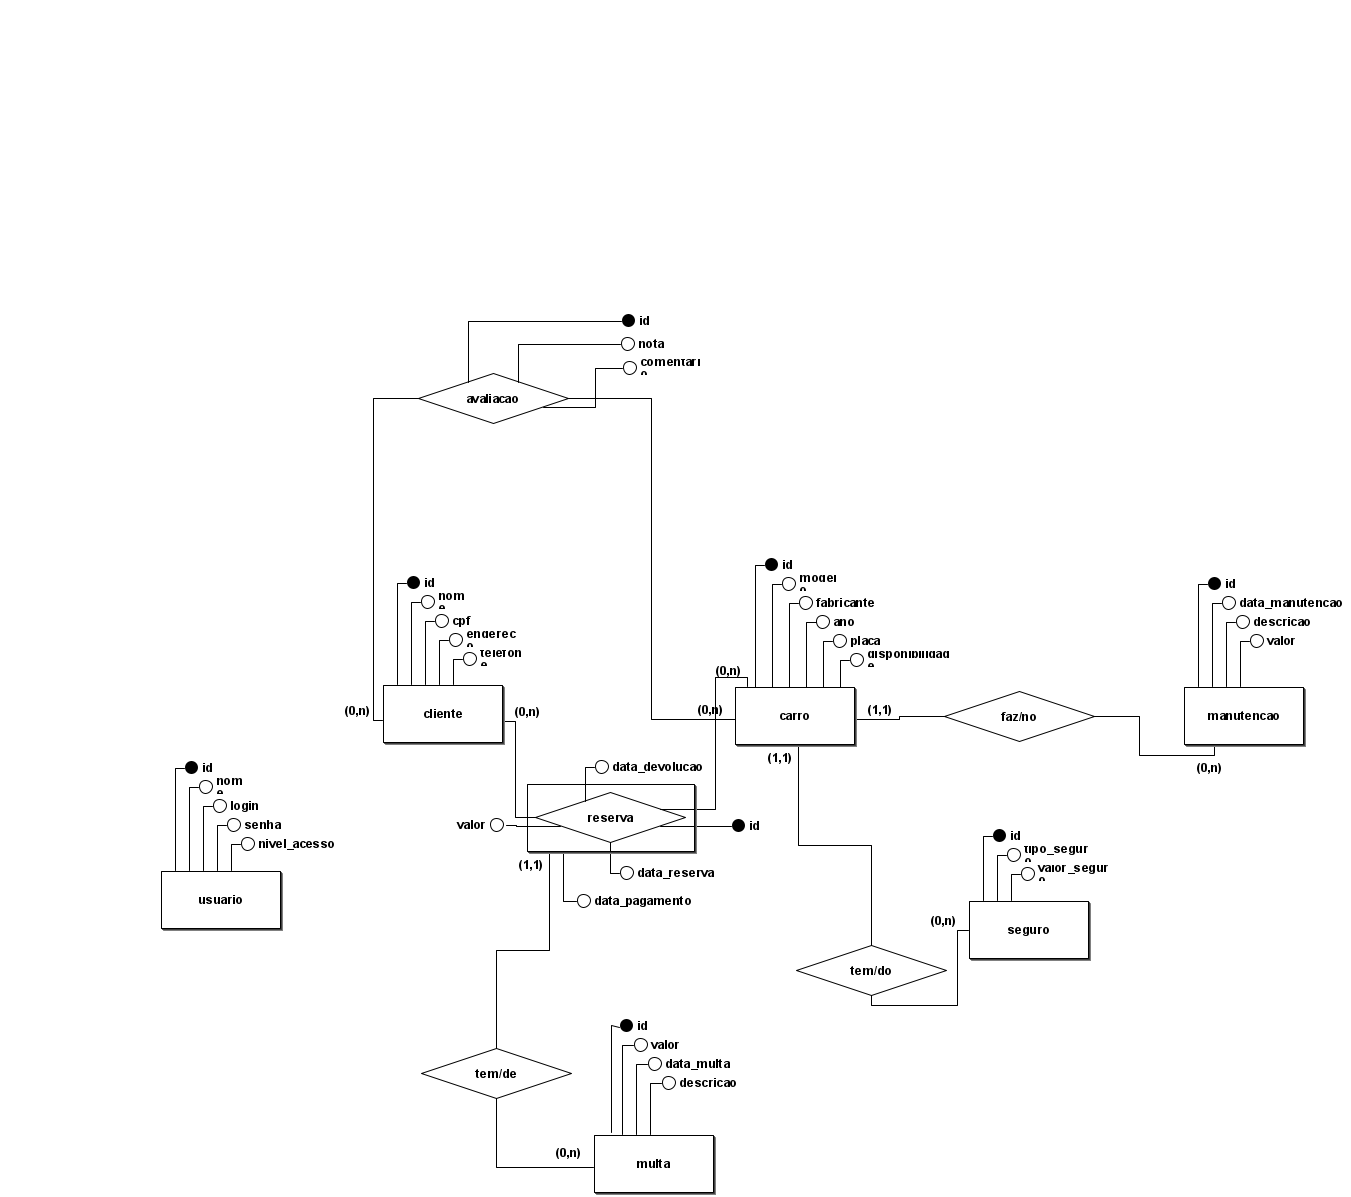 id
nota
comentari
o
avaliacao
id
nom
e
cpf
enderec
o
telefon
e
(0,n)
cliente
(0,n)
id
model
o
fabricante
ano
placa
disponibilidad
e
(0,n)
(0,n)
carro
(1,1)
(1,1)
faz/no
id
data_manutencao
descricao
valor
manutencao
(0,n)
id
nom
e
login
senha
nivel_acesso
usuario
data_devolucao
valor
reserva
id
(1,1)
data_reserva
data_pagamento
id
tipo_segur
o
valor_segur
o
(0,n)
seguro
tem/do
id
valor
data_multa
descricao
tem/de
(0,n)
multa